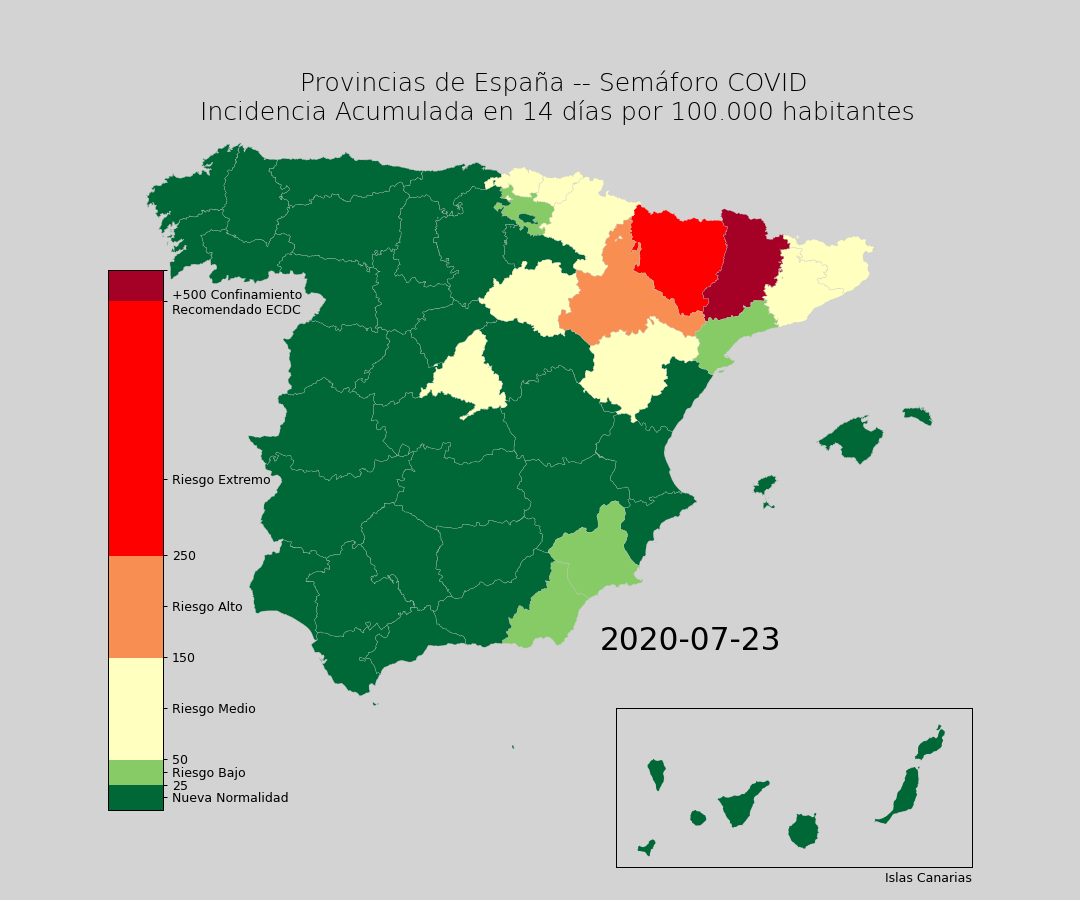 Provincias de España -- Semáforo COVID
Incidencia Acumulada en 14 días por 100.000 habitantes
+500 Confinamiento
Recomendado ECDC
Riesgo Extremo
250
Riesgo Alto
150
Riesgo Medio
50
Riesgo Bajo
25
Nueva Normalidad
2020-07-23
Islas Canarias